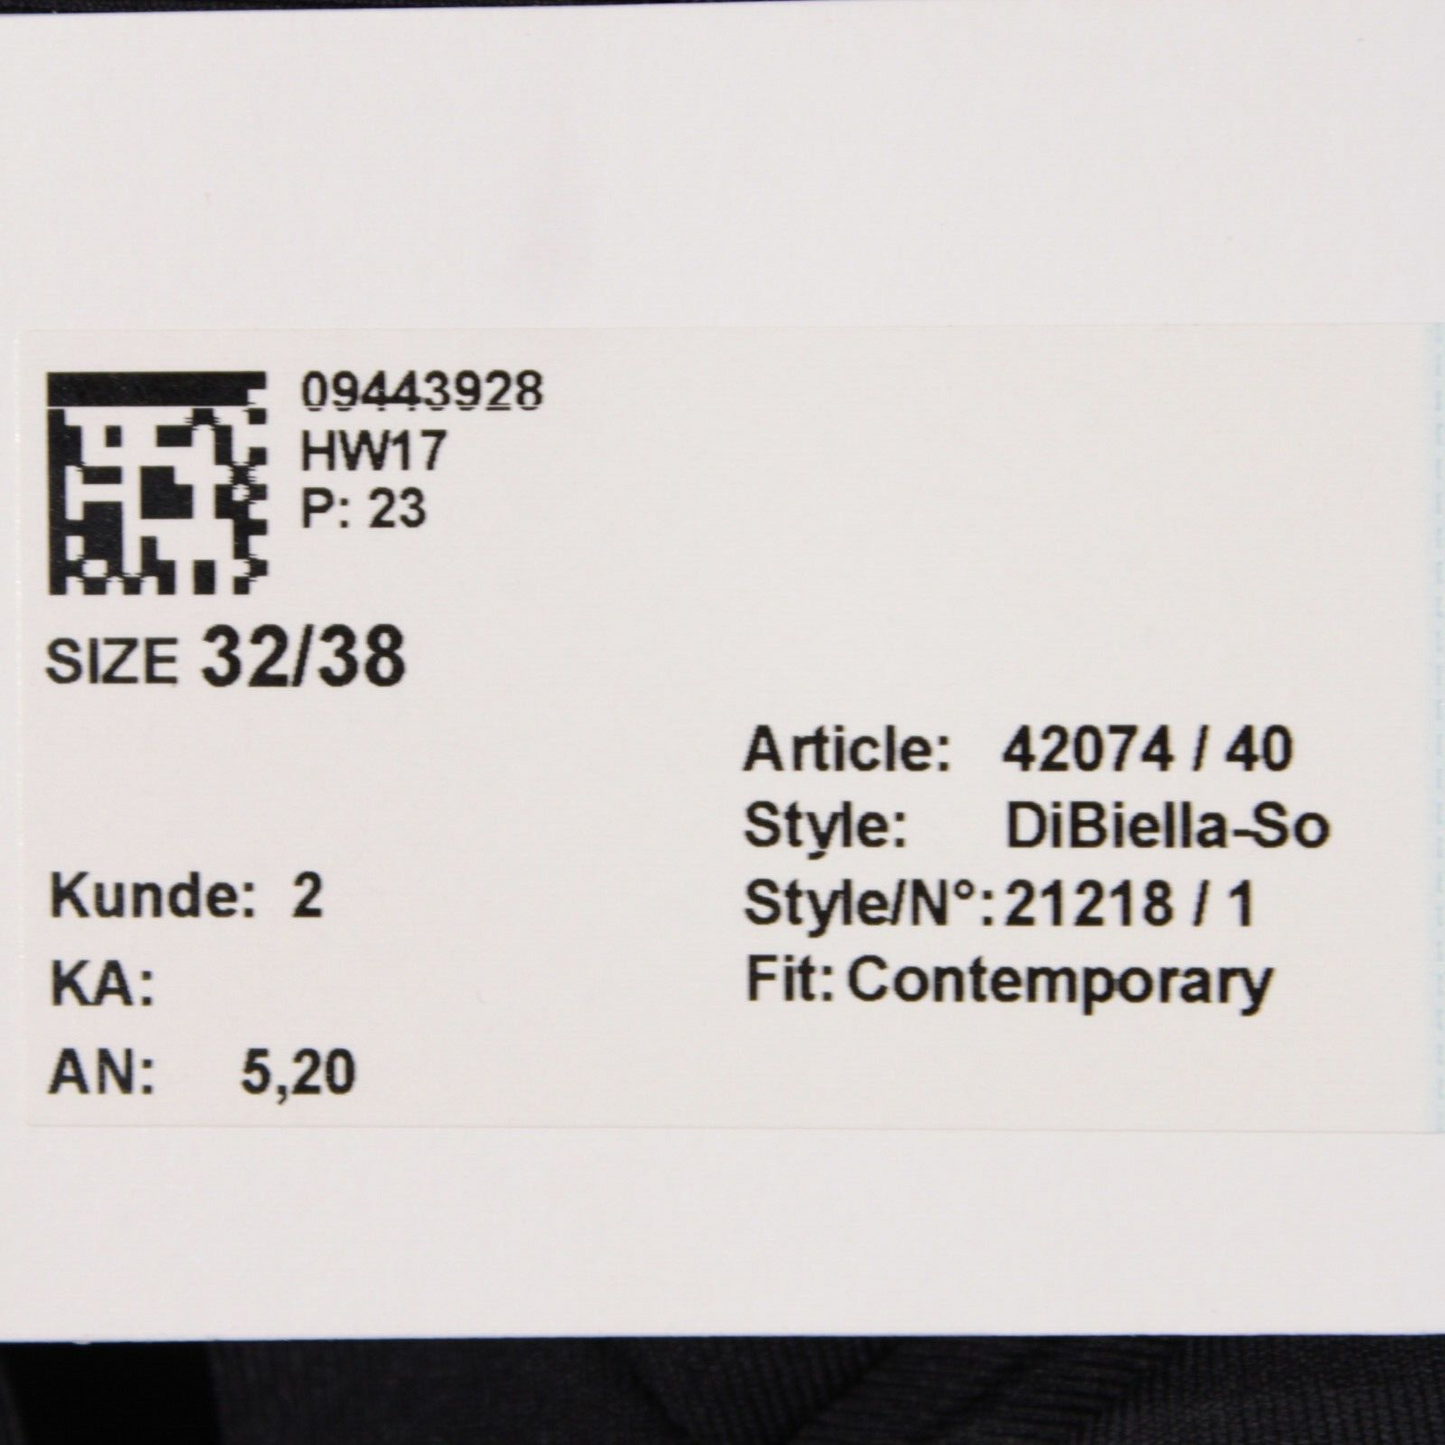 09443928
HW17
P: 23
SIZE 32/38
Article: 42074 / 40
Style: DiBiella-So
Style/N°: 21218 / 1
Fit: Contemporary
Kunde: 2
KA:
AN: 5,20